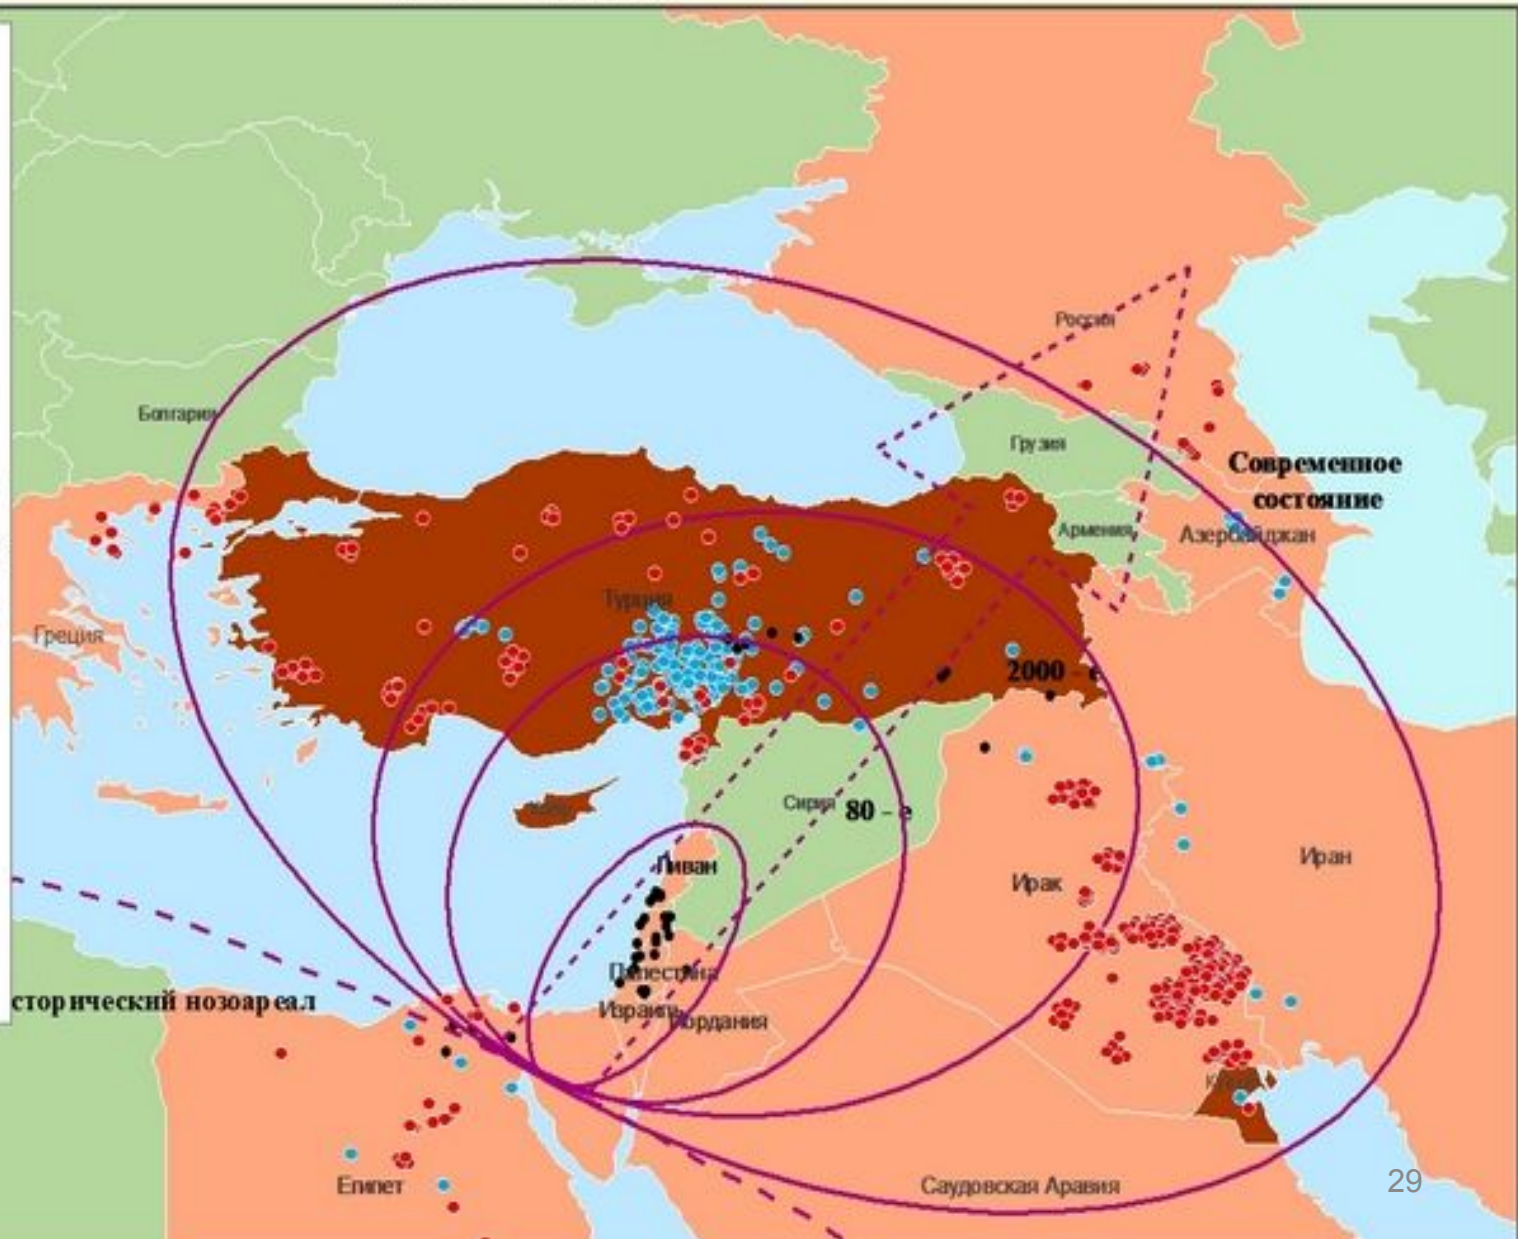 Россия
Болгария
Грузия
Современное
состояние
Армения
Азербайджан
Турция
Греция
2000 - е
Сирия
80 - е
Ливан
Ирак
Иран
Палестина
сторический нозоареал
Израиль
Иордания
Египет
Саудовская Аравия
29